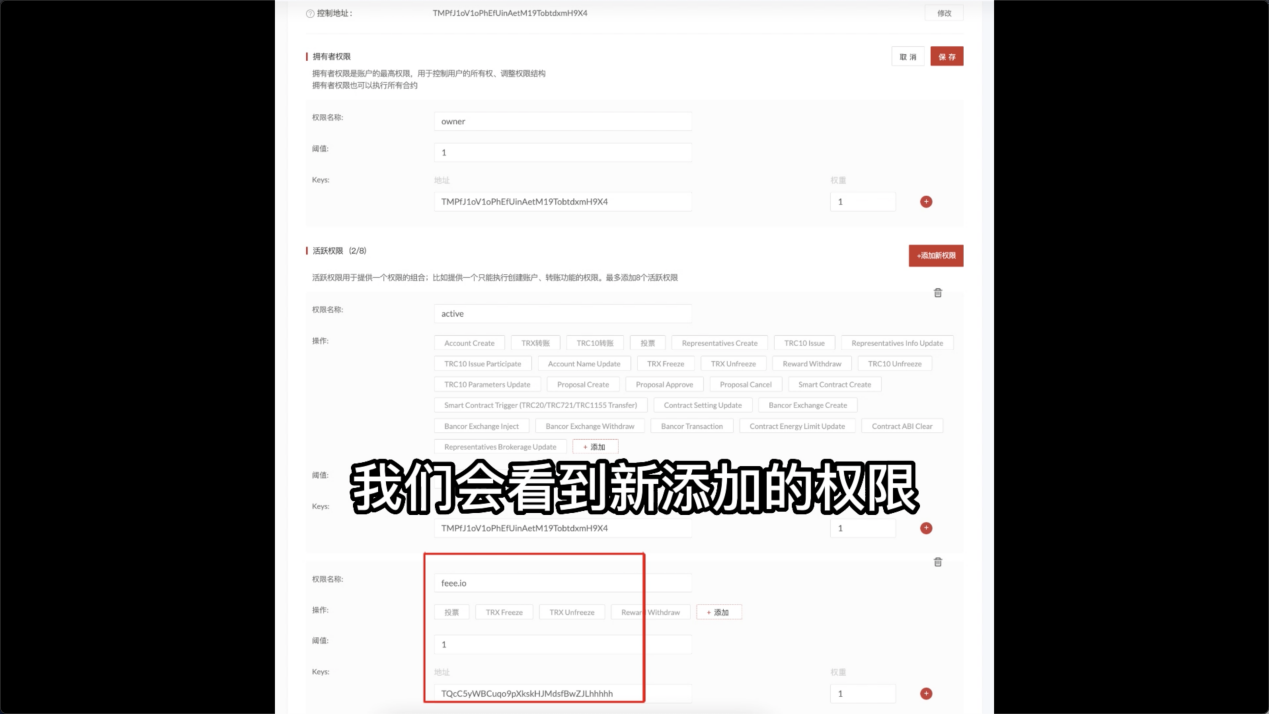 控制地址： TMPfJ1oV1oPhEfUinAetM19TobtdxmH9X4 修改
拥有者权限 取 消 保 存
拥有者权限是账户的最高权限，用于控制用户的所有权、调整权限结构
拥有者权限也可以执行所有合约
权限名称: owner
阈值: 1
Keys: 地址 权重
TMPfJ1oV1oPhEfUinAetM19TobtdxmH9X4 1 +
活跃权限 (2/8) +添加新权限
活跃权限用于提供一个权限的组合；比如提供一个只能执行创建账户、转账功能的权限。最多添加8个活跃权限
权限名称: active
操作: Account Create TRX转账 TRC10转账 投票 Representatives Create TRC10 Issue Representatives Info Update
TRC10 Issue Participate Account Name Update TRX Freeze TRX Unfreeze Reward Withdraw TRC10 Unfreeze
TRC10 Parameters Update Proposal Create Proposal Approve Proposal Cancel Smart Contract Create
Smart Contract Trigger (TRC20/TRC721/TRC1155 Transfer) Contract Setting Update Bancor Exchange Create
Bancor Exchange Inject Bancor Exchange Withdraw Bancor Transaction Contract Energy Limit Update Contract ABI Clear
Representatives Brokerage Update + 添加
阈值:
我们会看到新添加的权限
Keys:
TMPfJ1oV1oPhEfUinAetM19TobtdxmH9X4 1 +
权限名称: feee.io
操作: 投票 TRX Freeze TRX Unfreeze Reward Withdraw + 添加
阈值: 1
Keys: 地址 权重
TQcC5yWBCuqo9pXkskHJMdsfBwZJLhhhhh 1 +